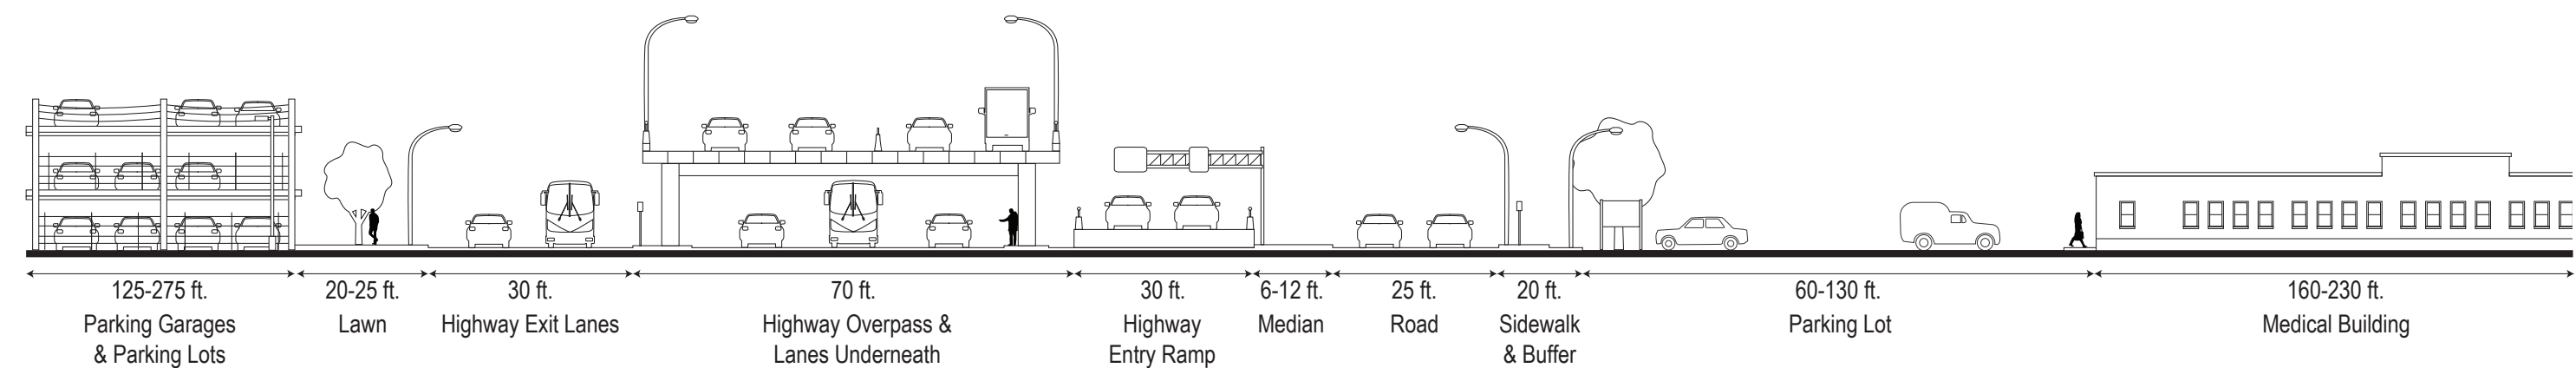 125-275 ft.
Parking Garages
& Parking Lots
20-25 ft.
Lawn
30 ft.
Highway Exit Lanes
70 ft.
Highway Overpass &
Lanes Underneath
30 ft.
Highway
Entry Ramp
6-12 ft.
Median
25 ft.
Road
20 ft.
Sidewalk
& Buffer
60-130 ft.
Parking Lot
160-230 ft.
Medical Building